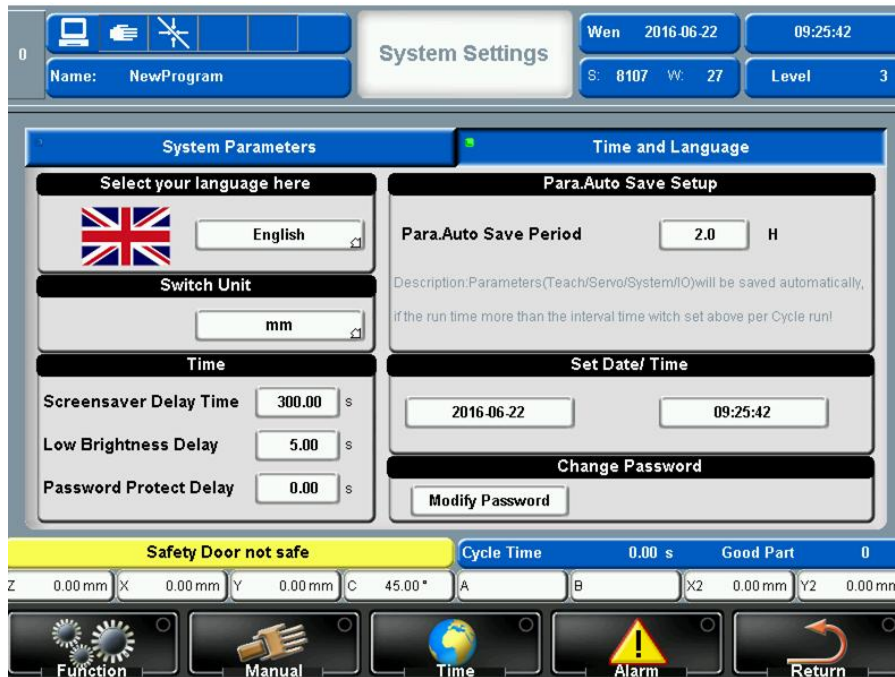 0
System Settings
Wen 2016-06-22
09:25:42
Name: NewProgram
S: 8107 W: 27
Level 3
System Parameters
Time and Language
Select your language here
English
Switch Unit
mm
Time
Screensaver Delay Time 300.00 s
Low Brightness Delay 5.00 s
Password Protect Delay 0.00 s
Para.Auto Save Setup
Para.Auto Save Period 2.0 H
Description:Parameters(Teach/Servo/System/IO)will be saved automatically,
if the run time more than the interval time witch set above per Cycle run!
Set Date/ Time
2016-06-22 09:25:42
Change Password
Modify Password
Safety Door not safe
Cycle Time 0.00 s Good Part 0
Z 0.00 mm X 0.00 mm Y 0.00 mm C 45.00 ° A B X2 0.00 mm Y2 0.00 mm
Function Manual Time Alarm Return